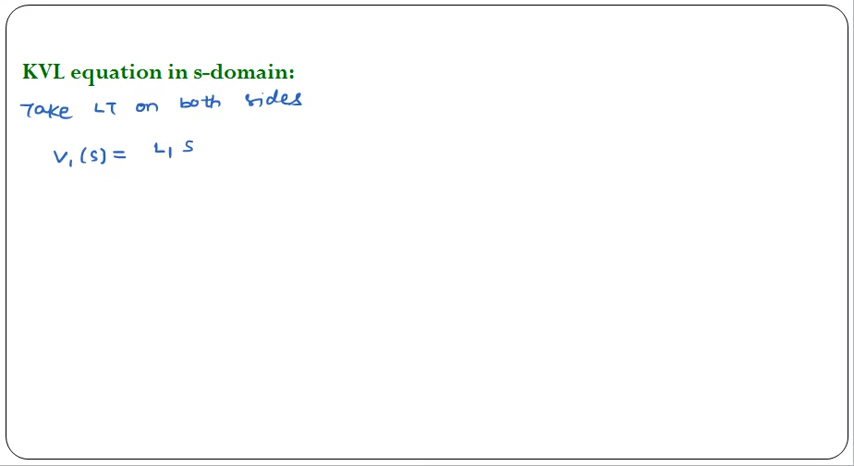 KVL equation in s-domain:
Take LT on both sides
V₁(s) = L₁ s